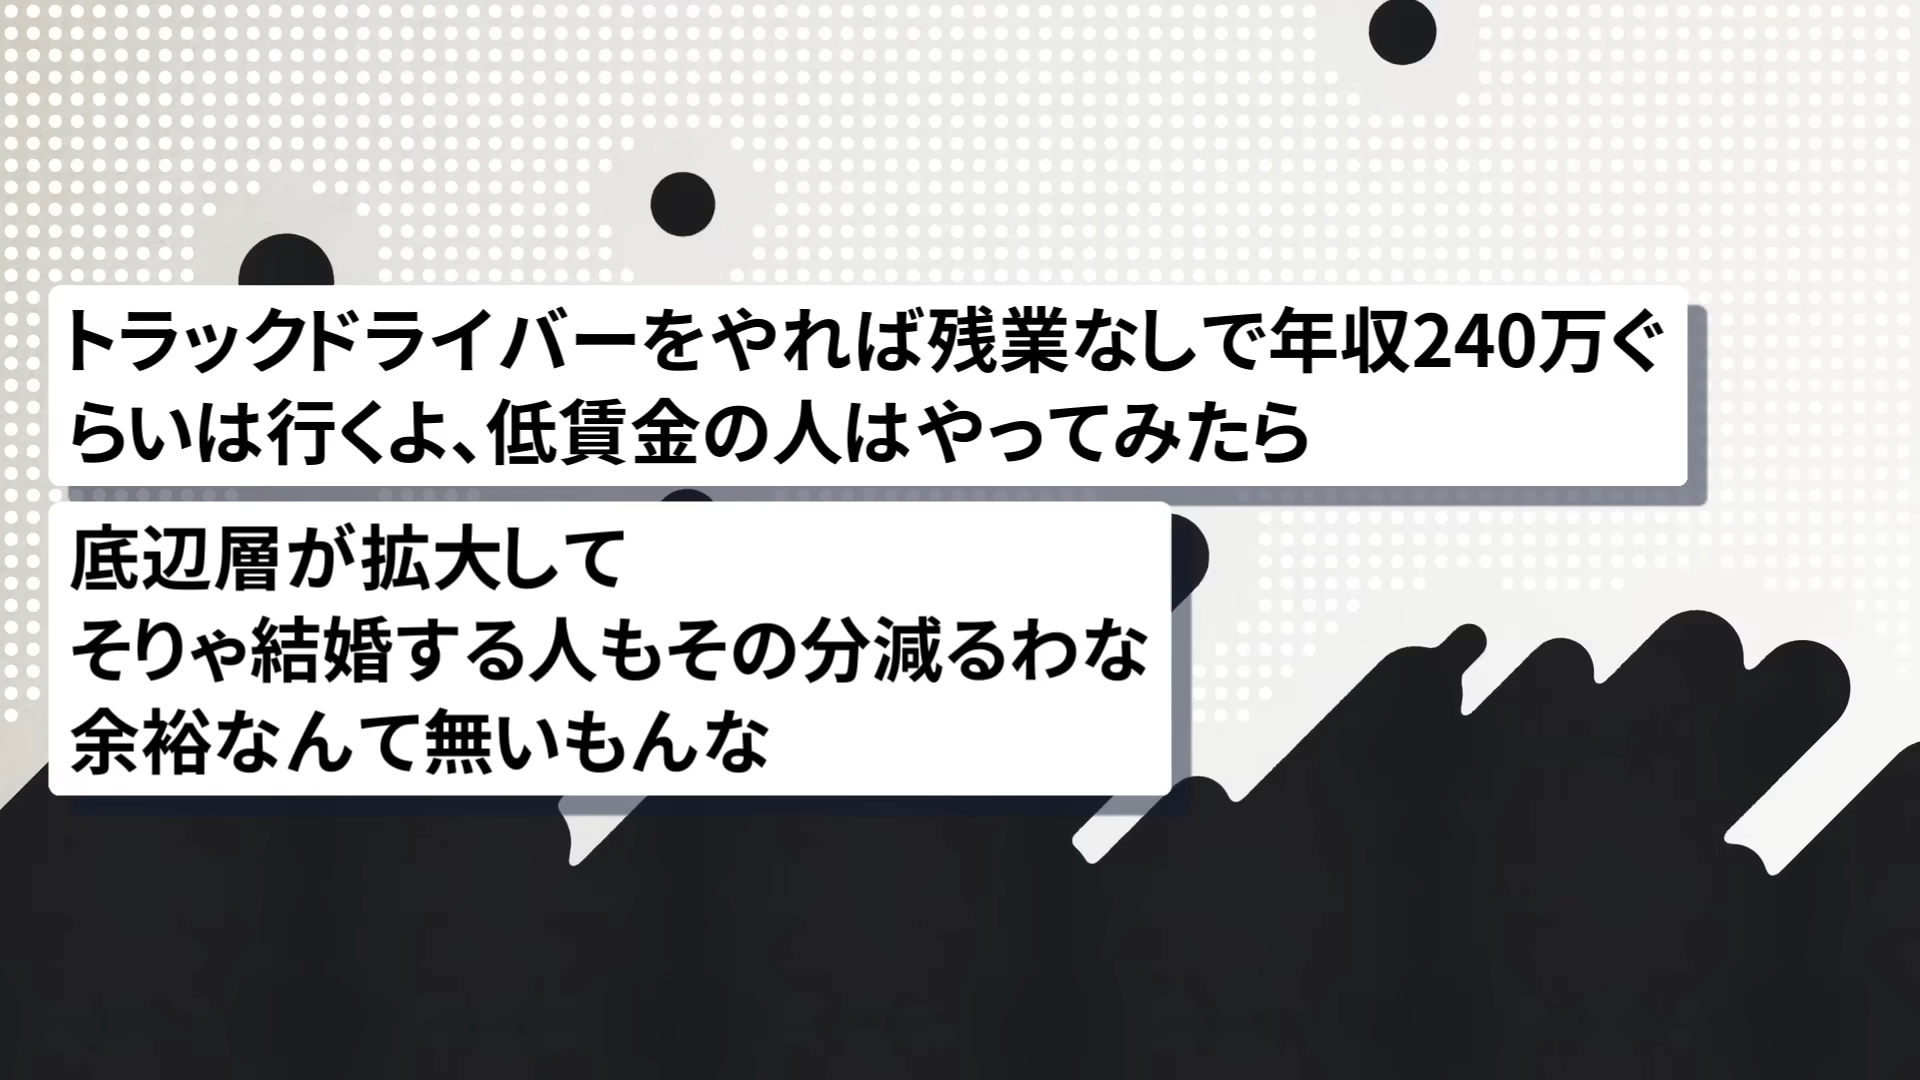 トラックドライバーをやれば残業なしで年収240万ぐ
らいは行くよ、低賃金の人はやってみたら
底辺層が拡大して
そりゃ結婚する人もその分減るわな
余裕なんて無いもんな